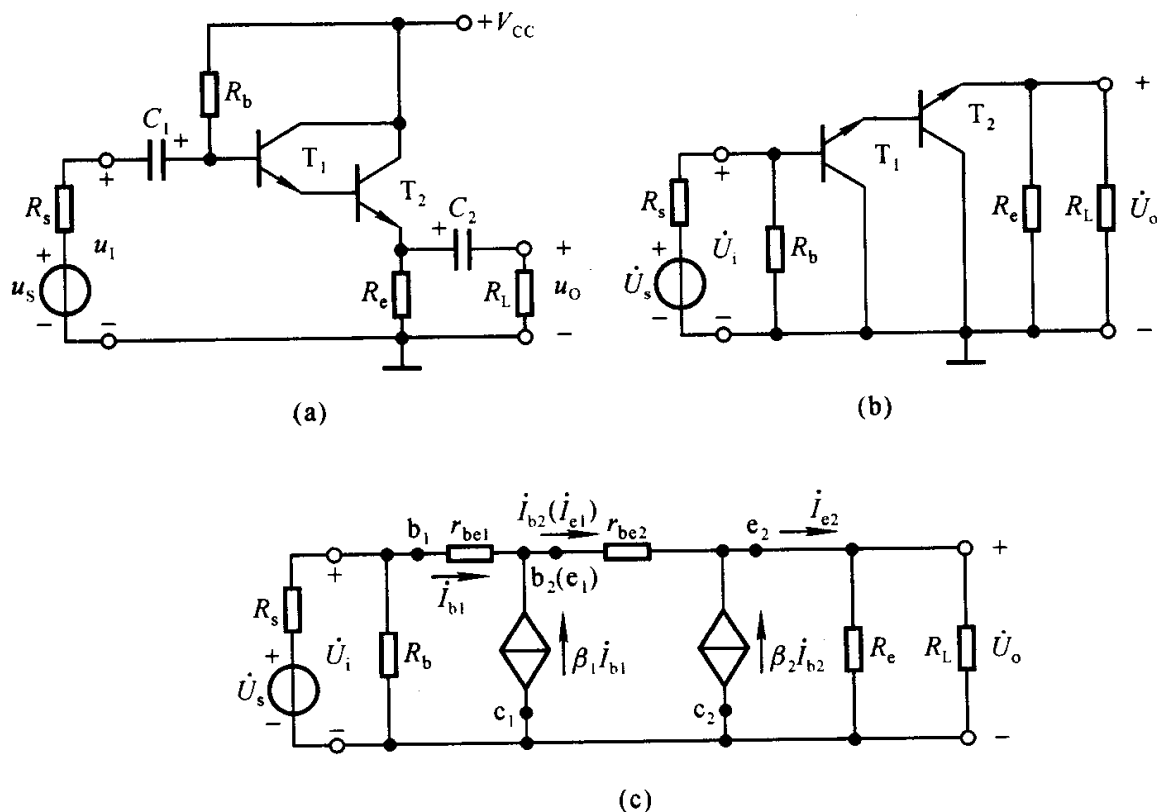 +V_CC
R_b
C_1
+
T_1
T_2
R_s
+
u_I
+
C_2
+
u_S
R_e
R_L
u_O
−
−
−
(a)
+
T_2
T_1
+
R_s
R_e
R_L
U̇_o
+
U̇_i
R_b
U̇_s
−
−
−
(b)
İ_b2(İ_e1)
İ_e2
b_1
r_be1
r_be2
e_2
+
+
b_2(e_1)
İ_b1
R_s
+
U̇_i
R_b
β_1İ_b1
β_2İ_b2
R_e
R_L
U̇_o
U̇_s
−
c_1
c_2
−
−
(c)